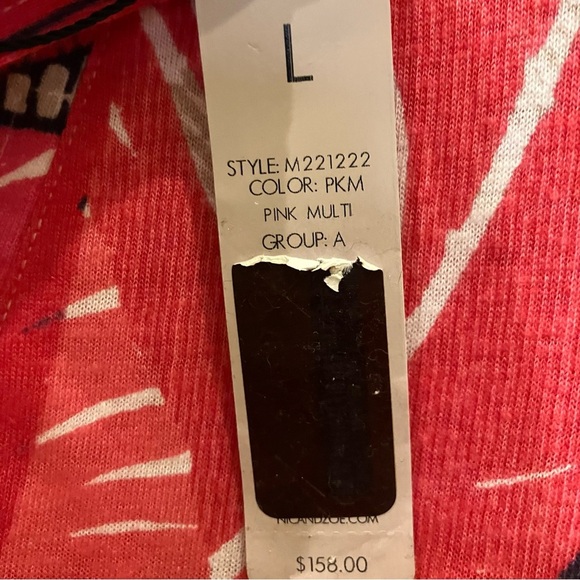 L
STYLE: M221222
COLOR: PKM
PINK MULTI
GROUP: A
NICANDZOE.COM
$158.00